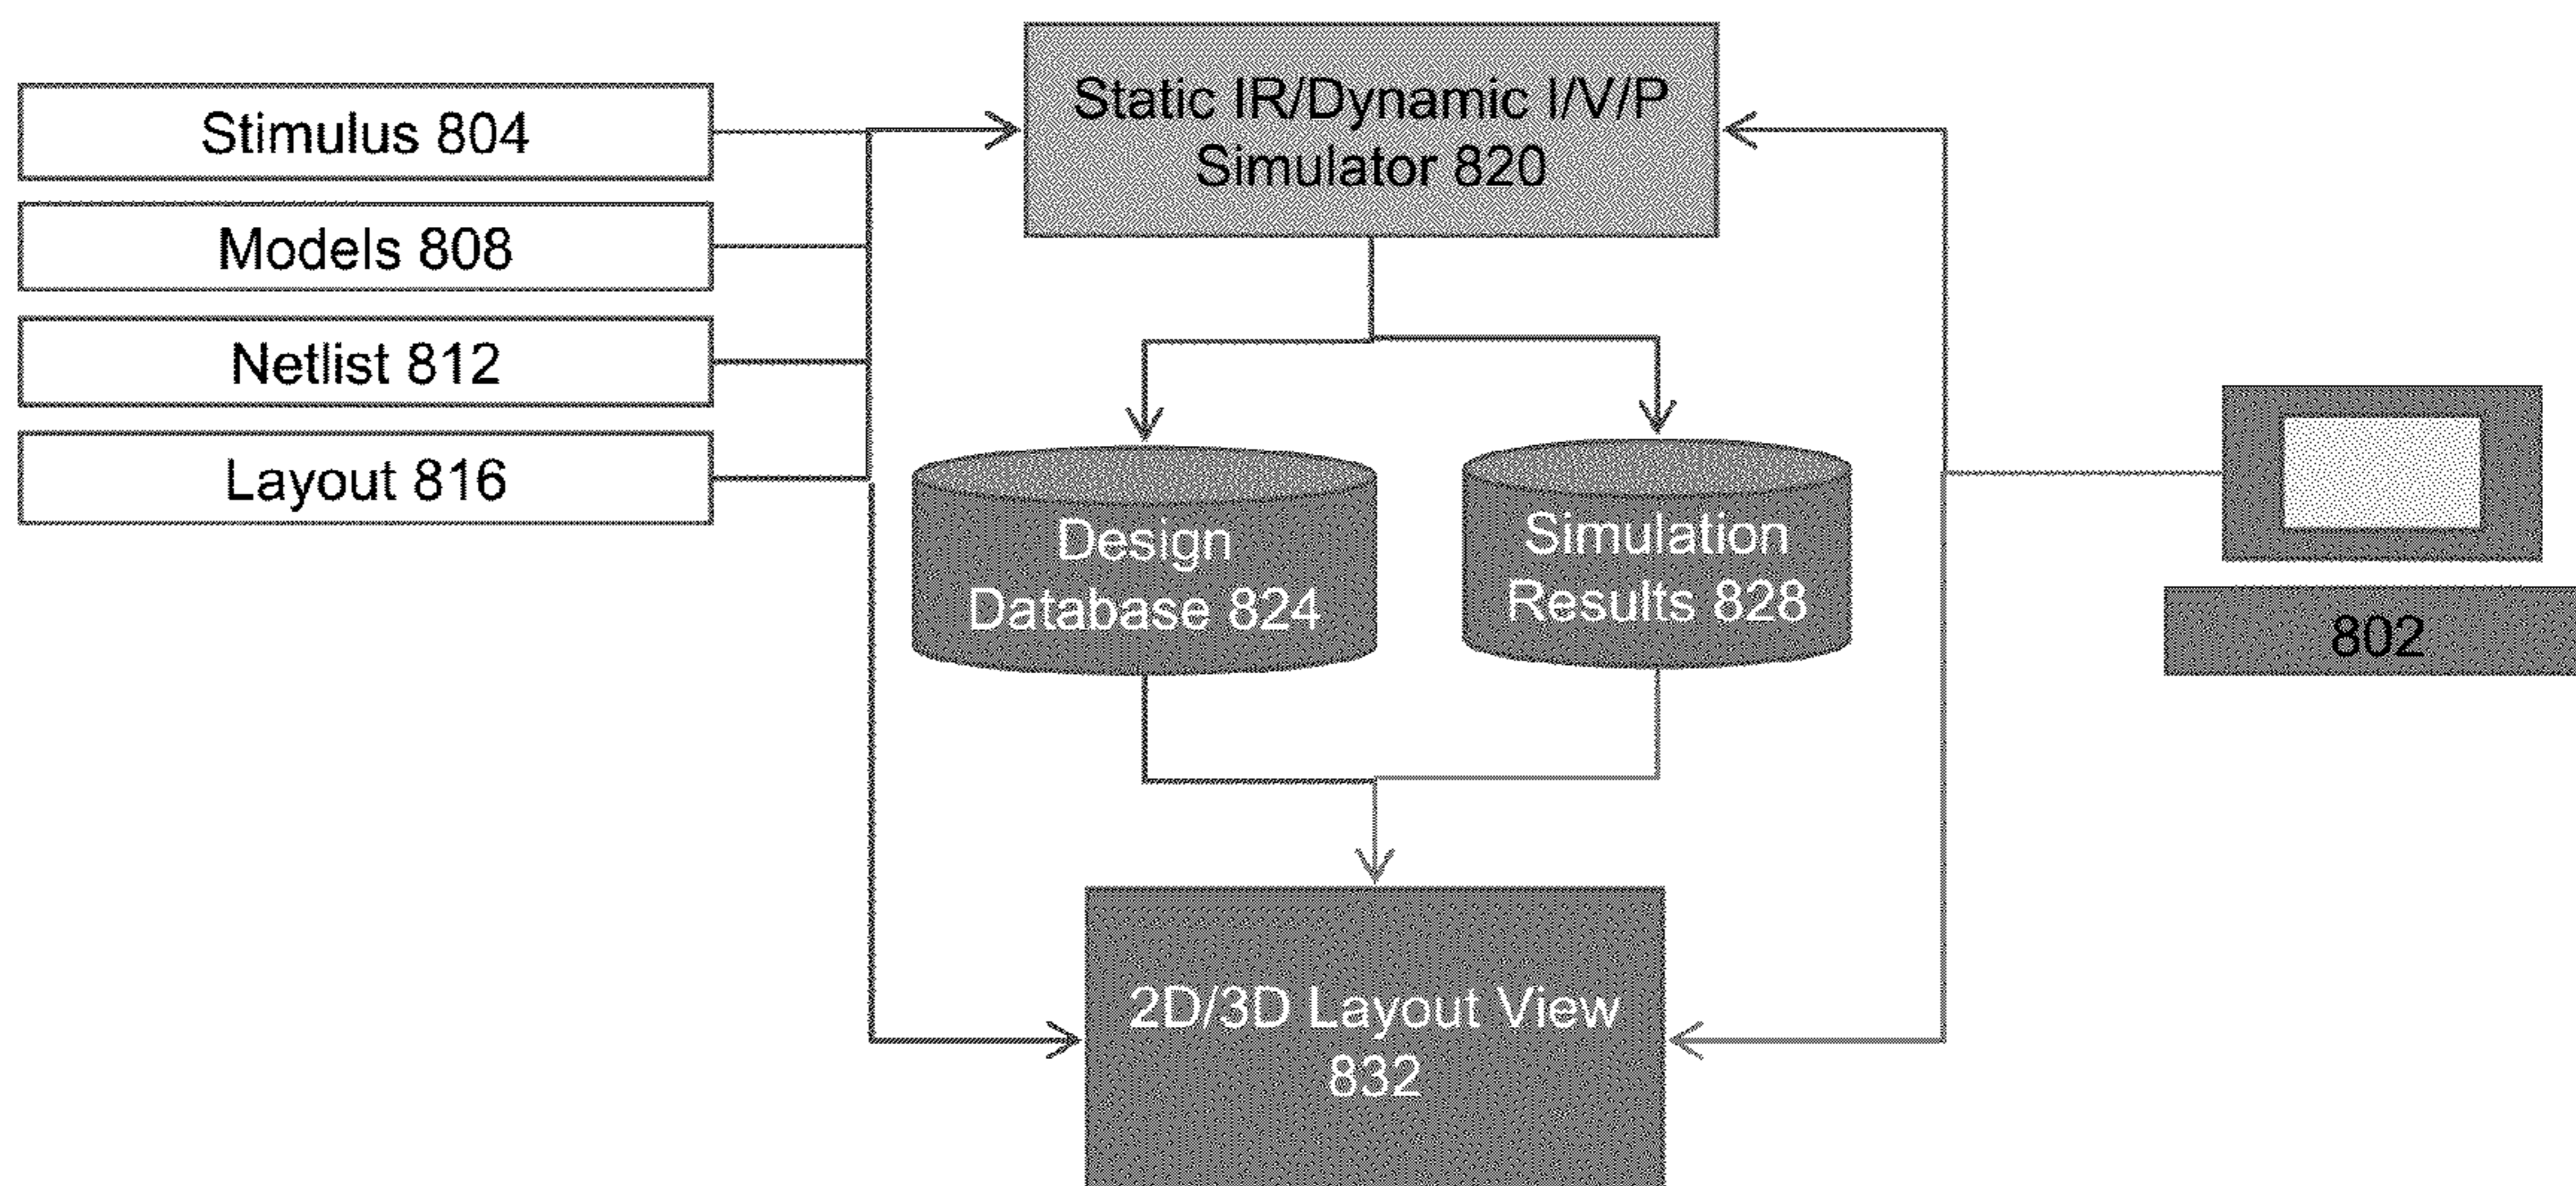 Stimulus 804
Models 808
Netlist 812
Layout 816
Static IR/Dynamic I/V/P
Simulator 820
Design
Database 824
Simulation
Results 828
802
2D/3D Layout View
832